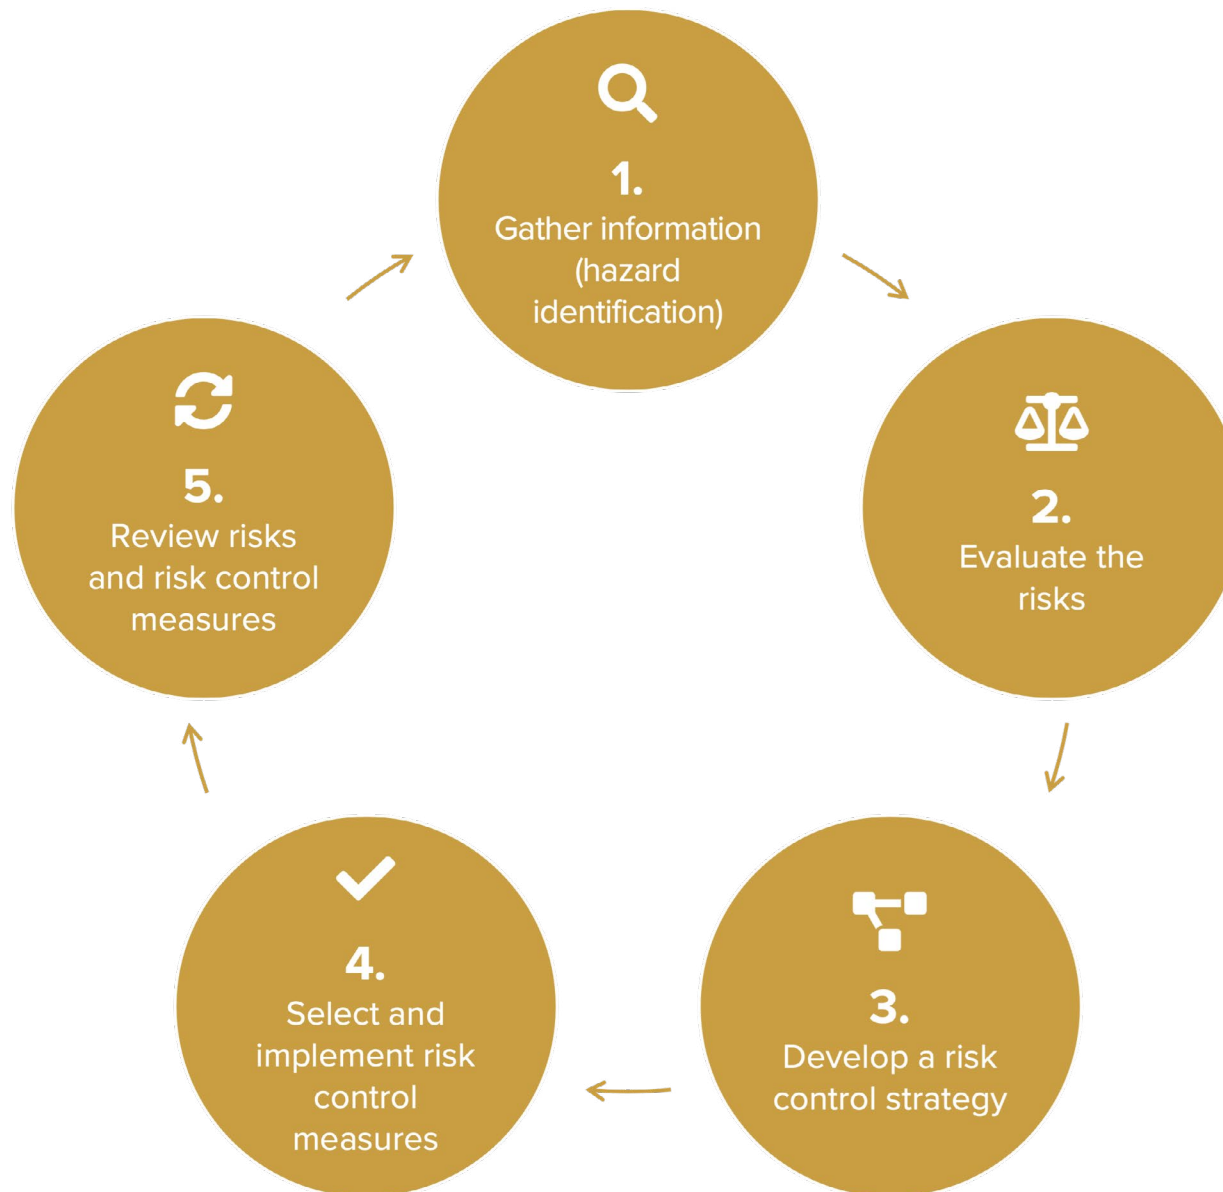 1.
Gather information
(hazard
identification)
2.
Evaluate the
risks
3.
Develop a risk
control strategy
4.
Select and
implement risk
control
measures
5.
Review risks
and risk control
measures